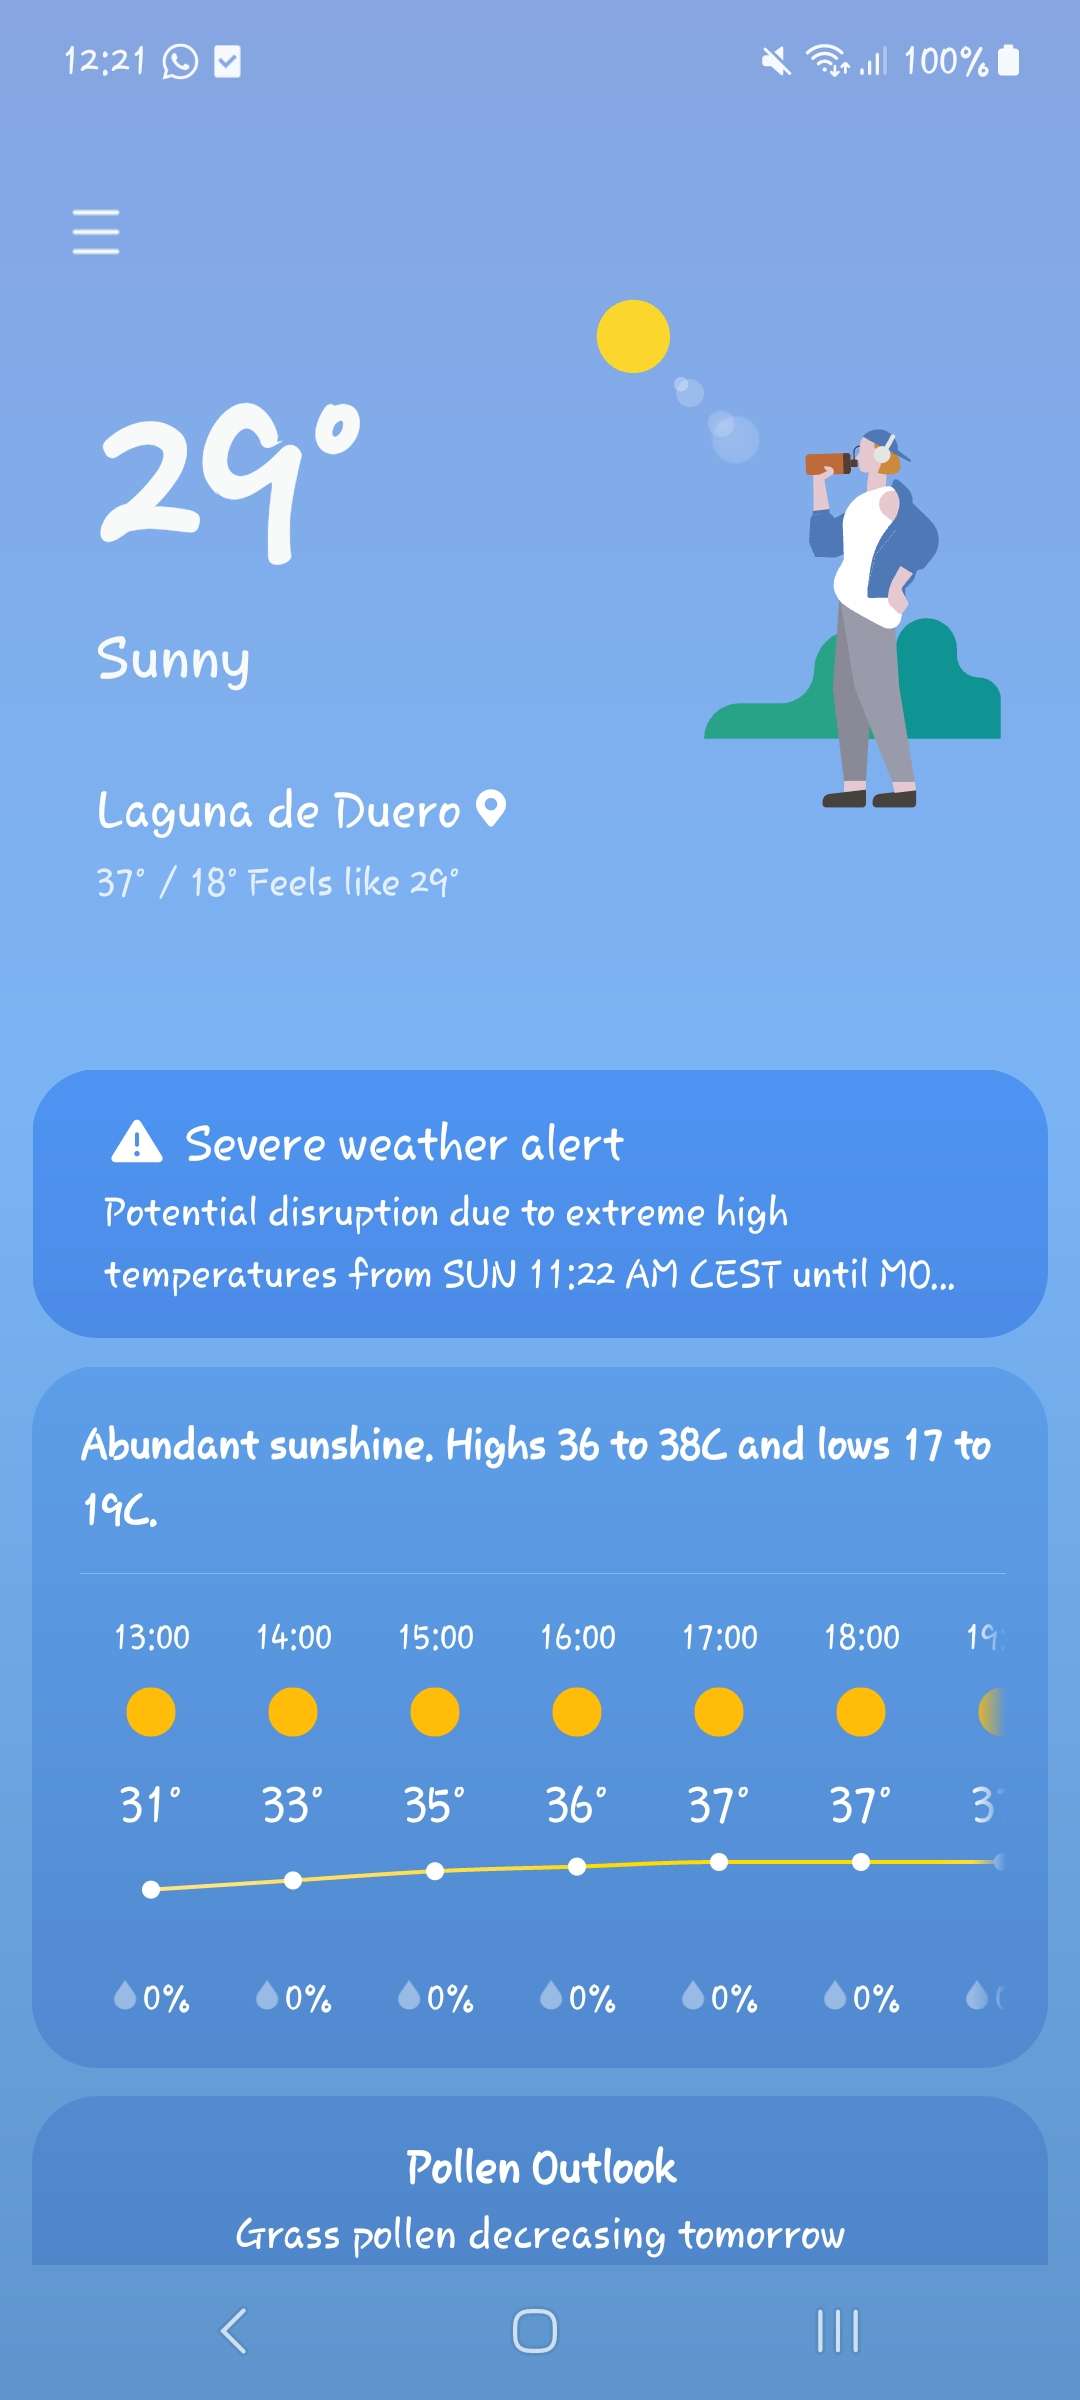 12:21 100%
29°
Sunny
Laguna de Duero
37° / 18° Feels like 29°
Severe weather alert
Potential disruption due to extreme high
temperatures from SUN 11:22 AM CEST until MO...
Abundant sunshine. Highs 36 to 38C and lows 17 to
19C.
13:00 14:00 15:00 16:00 17:00 18:00
31° 33° 35° 36° 37° 37°
0% 0% 0% 0% 0% 0%
Pollen Outlook
Grass pollen decreasing tomorrow